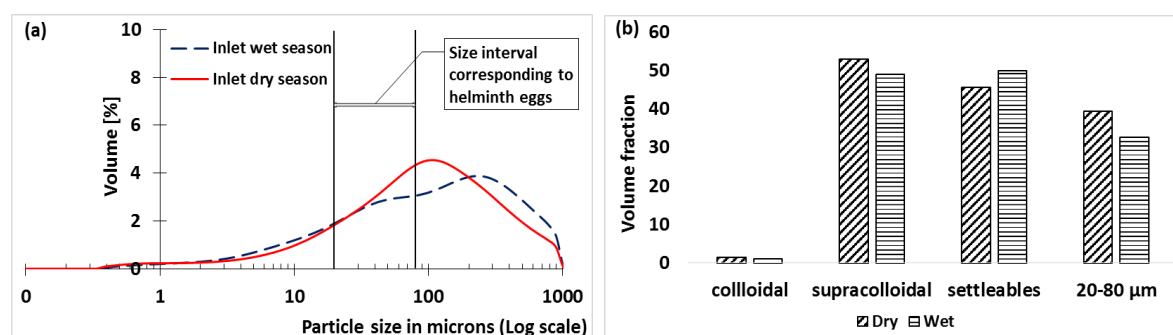 (a)
Inlet wet season
Inlet dry season
Size interval
corresponding to
helminth eggs
Volume [%]
10
8
6
4
2
0
0
1
10
100
1000
Particle size in microns (Log scale)
(b)
Volume fraction
60
50
40
30
20
10
0
collloidal
supracolloidal
settleables
20-80 µm
Dry
Wet